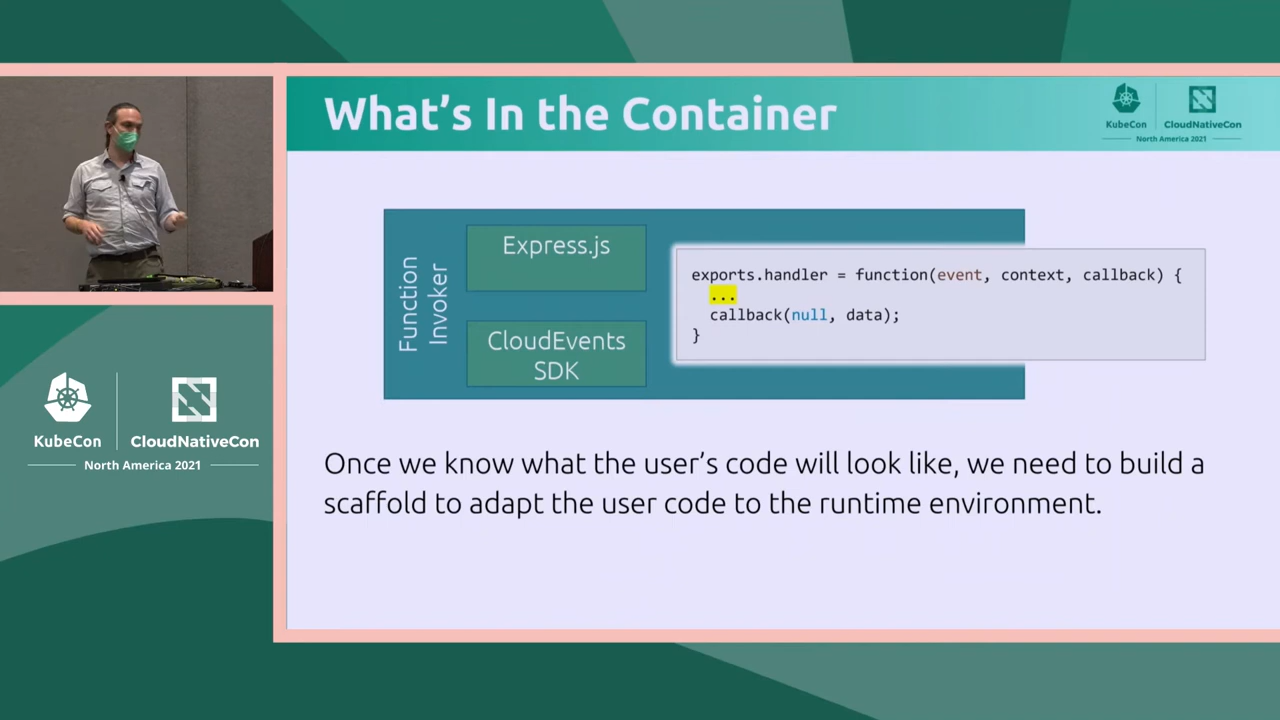 What's In the Container
KubeCon
CloudNativeCon
North America 2021
Function
Invoker
Express.js
CloudEvents
SDK
exports.handler = function(event, context, callback) {
...
callback(null, data);
}
Once we know what the user's code will look like, we need to build a
scaffold to adapt the user code to the runtime environment.
KubeCon
CloudNativeCon
North America 2021